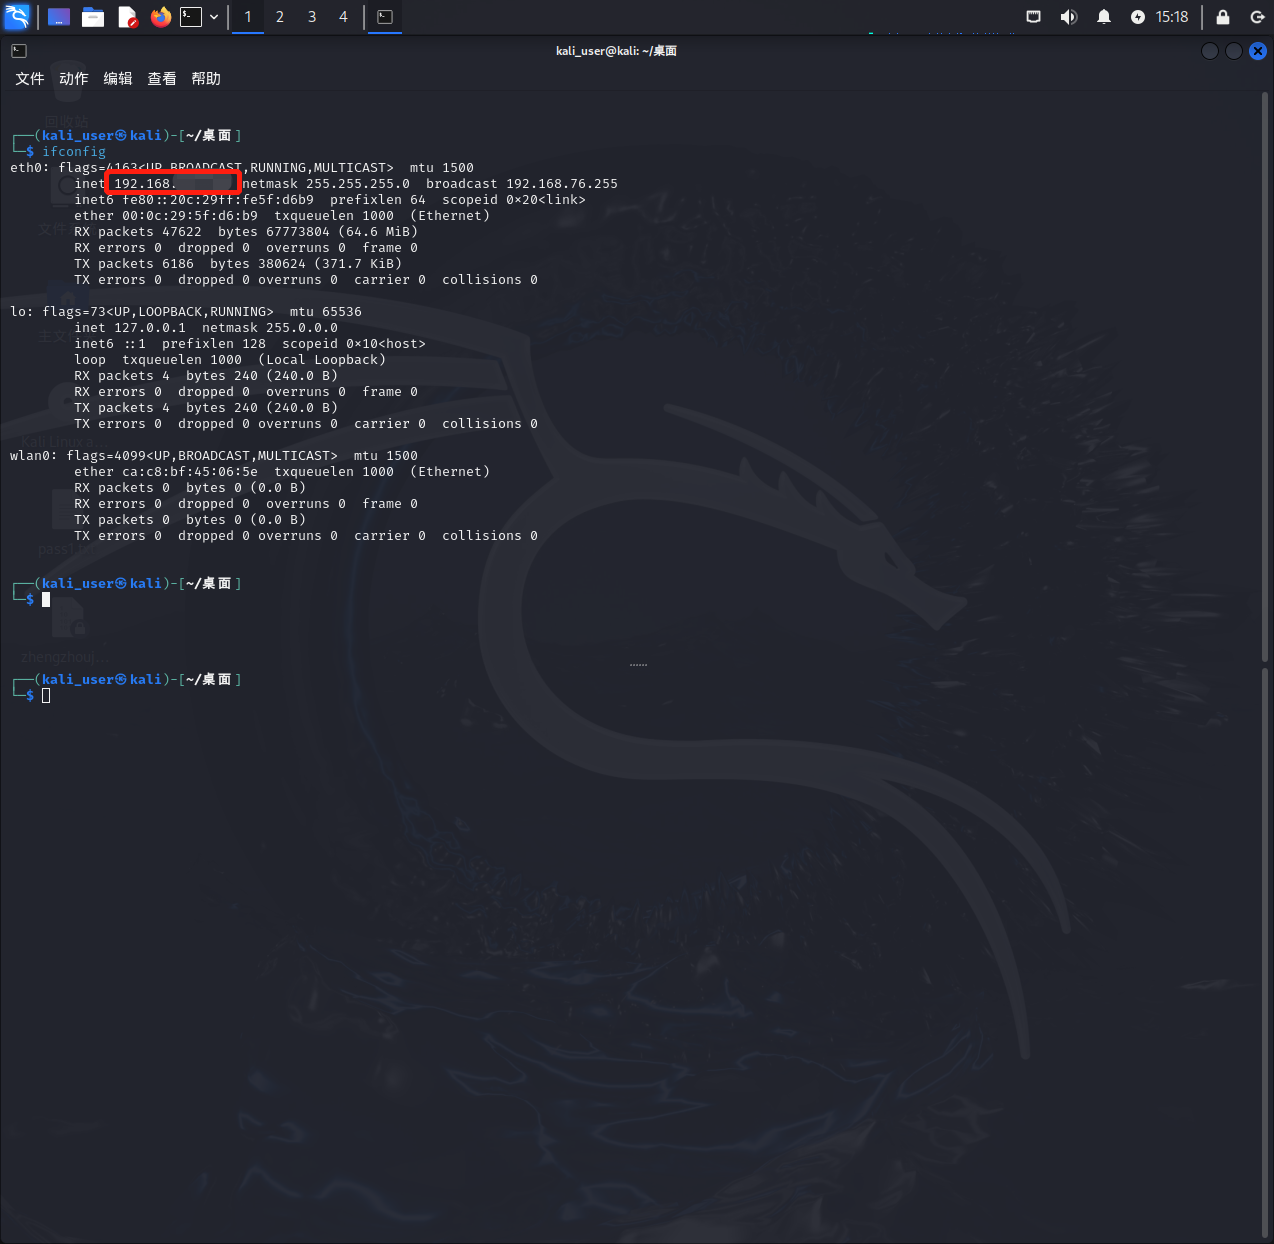 1 2 3 4 15:18
kali_user@kali: ~/桌面
文件 动作 编辑 查看 帮助
回收站
┌──(kali_user㉿kali)-[~/桌面]
└─$ ifconfig
eth0: flags=4163<UP,BROADCAST,RUNNING,MULTICAST>  mtu 1500
inet 192.168. netmask 255.255.255.0  broadcast 192.168.76.255
inet6 fe80::20c:29ff:fe5f:d6b9  prefixlen 64  scopeid 0x20<link>
ether 00:0c:29:5f:d6:b9  txqueuelen 1000  (Ethernet)
RX packets 47622  bytes 67773804 (64.6 MiB)
RX errors 0  dropped 0  overruns 0  frame 0
TX packets 6186  bytes 380624 (371.7 KiB)
TX errors 0  dropped 0 overruns 0  carrier 0  collisions 0
lo: flags=73<UP,LOOPBACK,RUNNING>  mtu 65536
inet 127.0.0.1  netmask 255.0.0.0
inet6 ::1  prefixlen 128  scopeid 0x10<host>
loop  txqueuelen 1000  (Local Loopback)
RX packets 4  bytes 240 (240.0 B)
RX errors 0  dropped 0  overruns 0  frame 0
TX packets 4  bytes 240 (240.0 B)
TX errors 0  dropped 0 overruns 0  carrier 0  collisions 0
Kali Linux a...
wlan0: flags=4099<UP,BROADCAST,MULTICAST>  mtu 1500
ether ca:c8:bf:45:06:5e  txqueuelen 1000  (Ethernet)
RX packets 0  bytes 0 (0.0 B)
RX errors 0  dropped 0  overruns 0  frame 0
TX packets 0  bytes 0 (0.0 B)
TX errors 0  dropped 0 overruns 0  carrier 0  collisions 0
┌──(kali_user㉿kali)-[~/桌面]
└─$
zhengzhouj...
┌──(kali_user㉿kali)-[~/桌面]
└─$